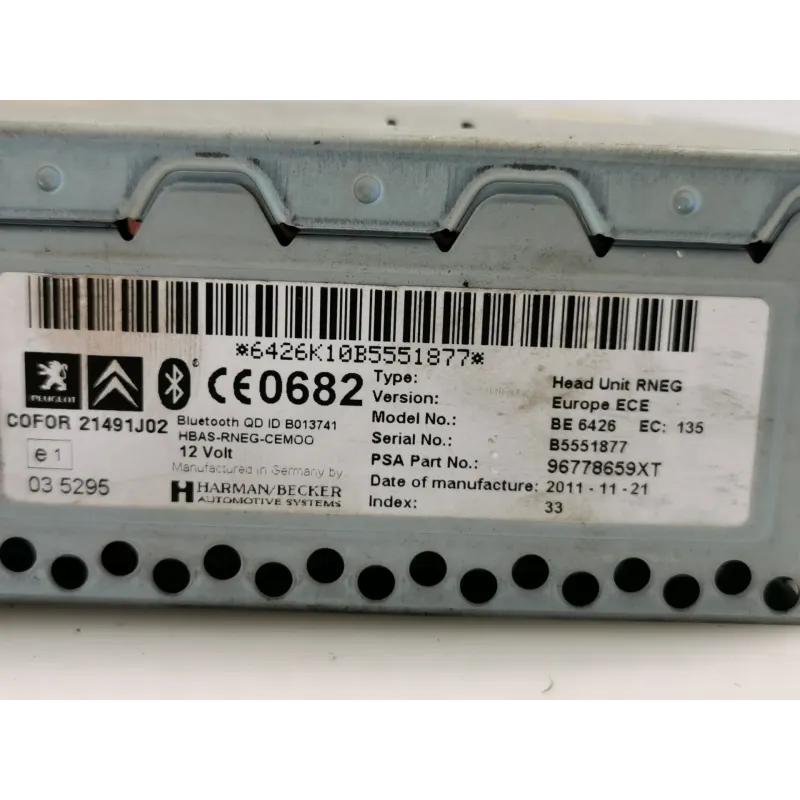 *6426K10B5551877*
PEUGEOT
CE0682
COFOR 21491J02
Bluetooth QD ID B013741
HBAS-RNEG-CEMOO
e1
12 Volt
Manufactured in Germany by
03 5295
HARMAN/BECKER
AUTOMOTIVE SYSTEMS
Type: Head Unit RNEG
Version: Europe ECE
Model No.: BE 6426 EC: 135
Serial No.: B5551877
PSA Part No.: 96778659XT
Date of manufacture: 2011-11-21
Index: 33